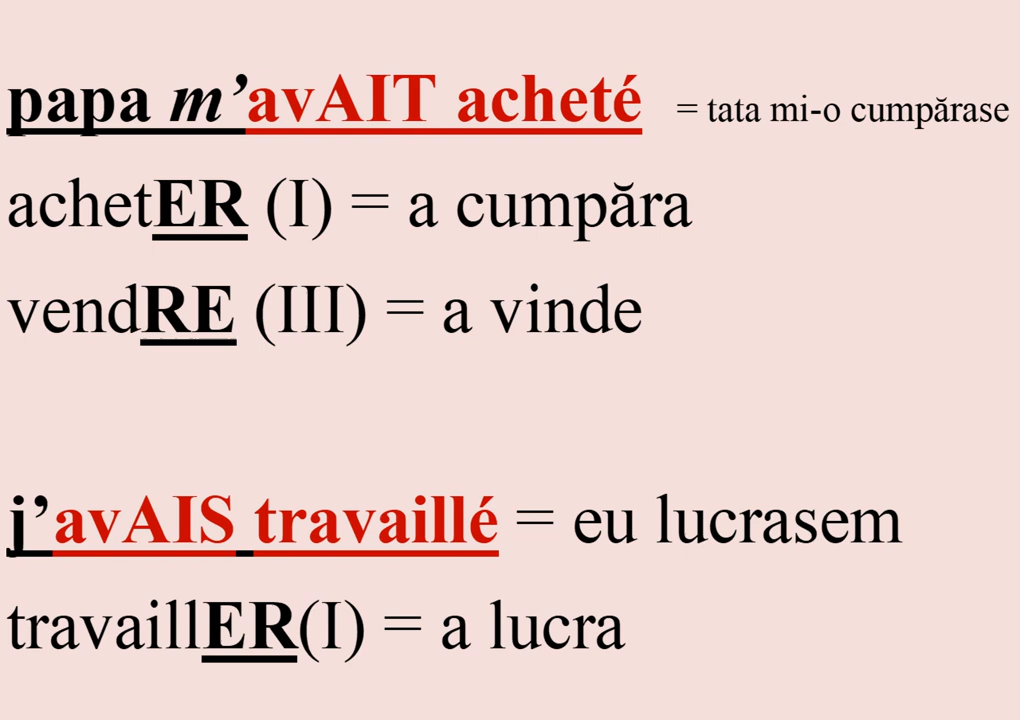 papa m’avAIT acheté = tata mi-o cumpărase
achetER (I) = a cumpăra
vendRE (III) = a vinde
j’avAIS travaillé = eu lucrasem
travaillER(I) = a lucra